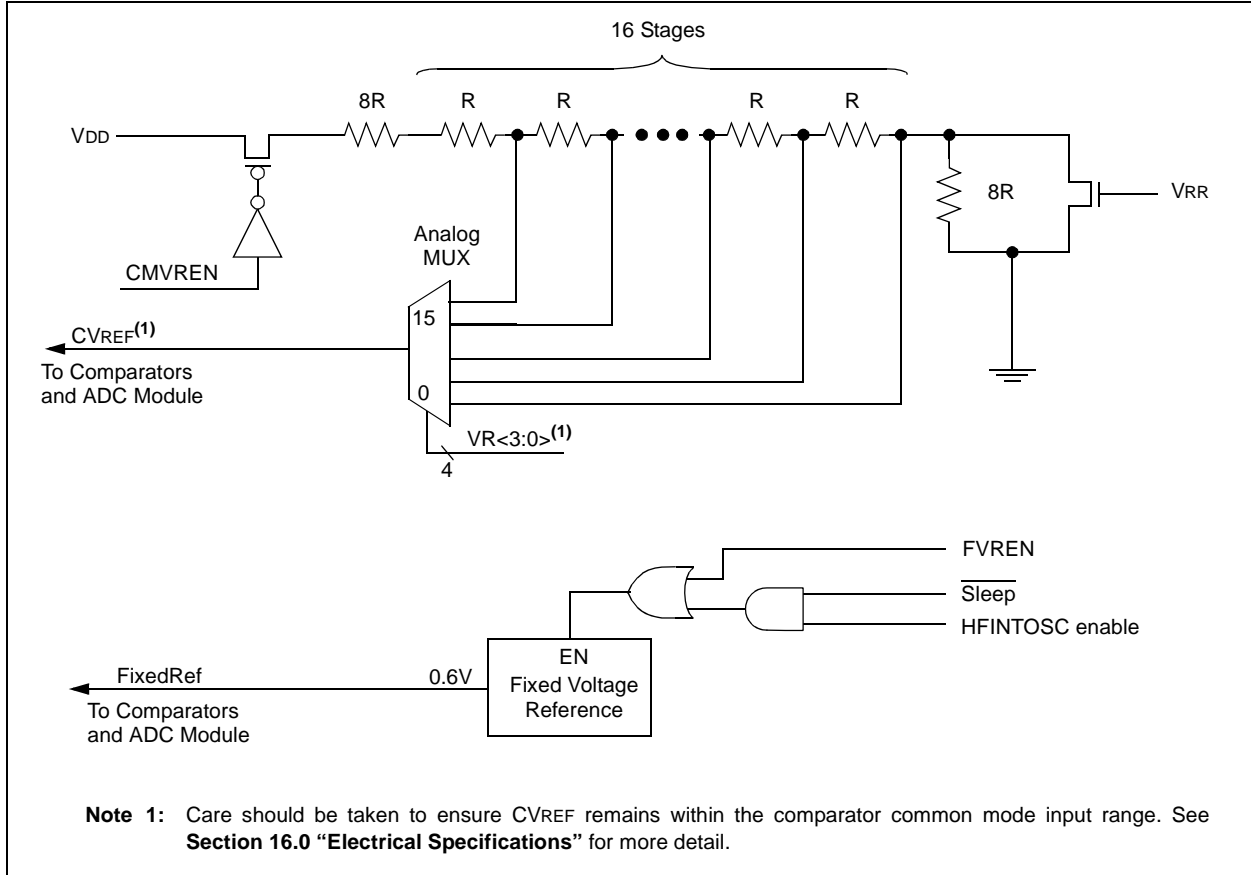 16 Stages
8R R R R R
VDD
8R
VRR
Analog
MUX
CMVREN
15
CVREF(1)
To Comparators
and ADC Module
0
VR<3:0>(1)
4
FVREN
Sleep
HFINTOSC enable
EN
FixedRef
0.6V
Fixed Voltage
Reference
To Comparators
and ADC Module
Note 1: Care should be taken to ensure CVREF remains within the comparator common mode input range. See
Section 16.0 “Electrical Specifications” for more detail.